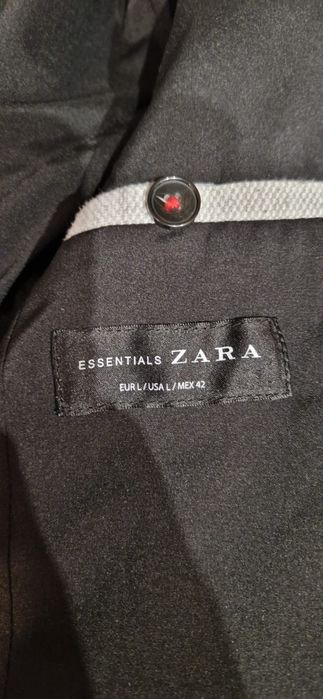 ESSENTIALS ZARA
EUR L / USA L / MEX 42